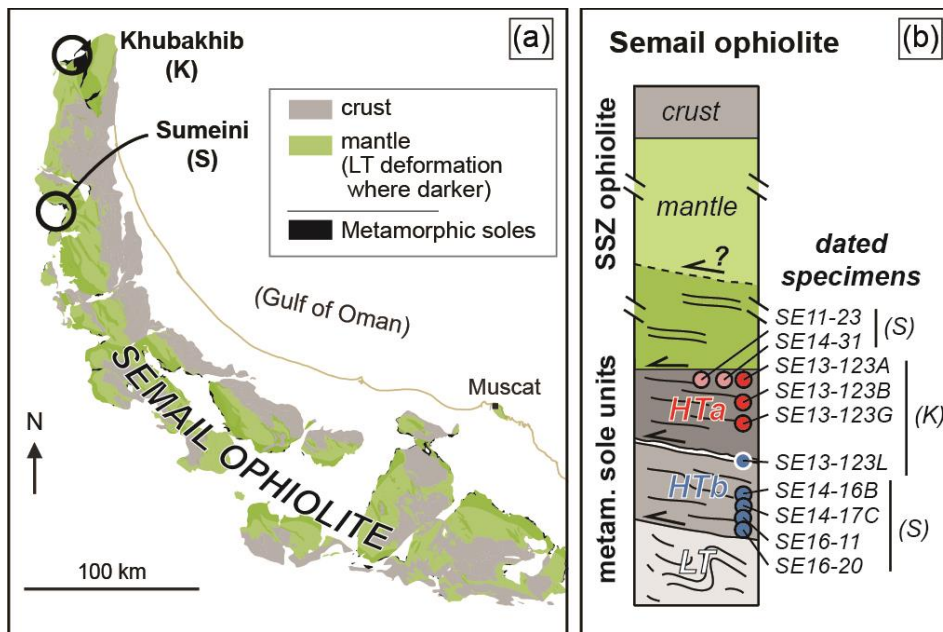 (a)
Khubakhib
(K)
Sumeini
(S)
crust
mantle
(LT deformation
where darker)
Metamorphic soles
(Gulf of Oman)
Muscat
SEMAIL OPHIOLITE
N
100 km
Semail ophiolite
(b)
SSZ ophiolite
metam. sole units
crust
mantle
?
HTa
HTb
LT
dated
specimens
SE11-23
SE14-31
(S)
SE13-123A
SE13-123B
SE13-123G
SE13-123L
(K)
SE14-16B
SE14-17C
SE16-11
SE16-20
(S)